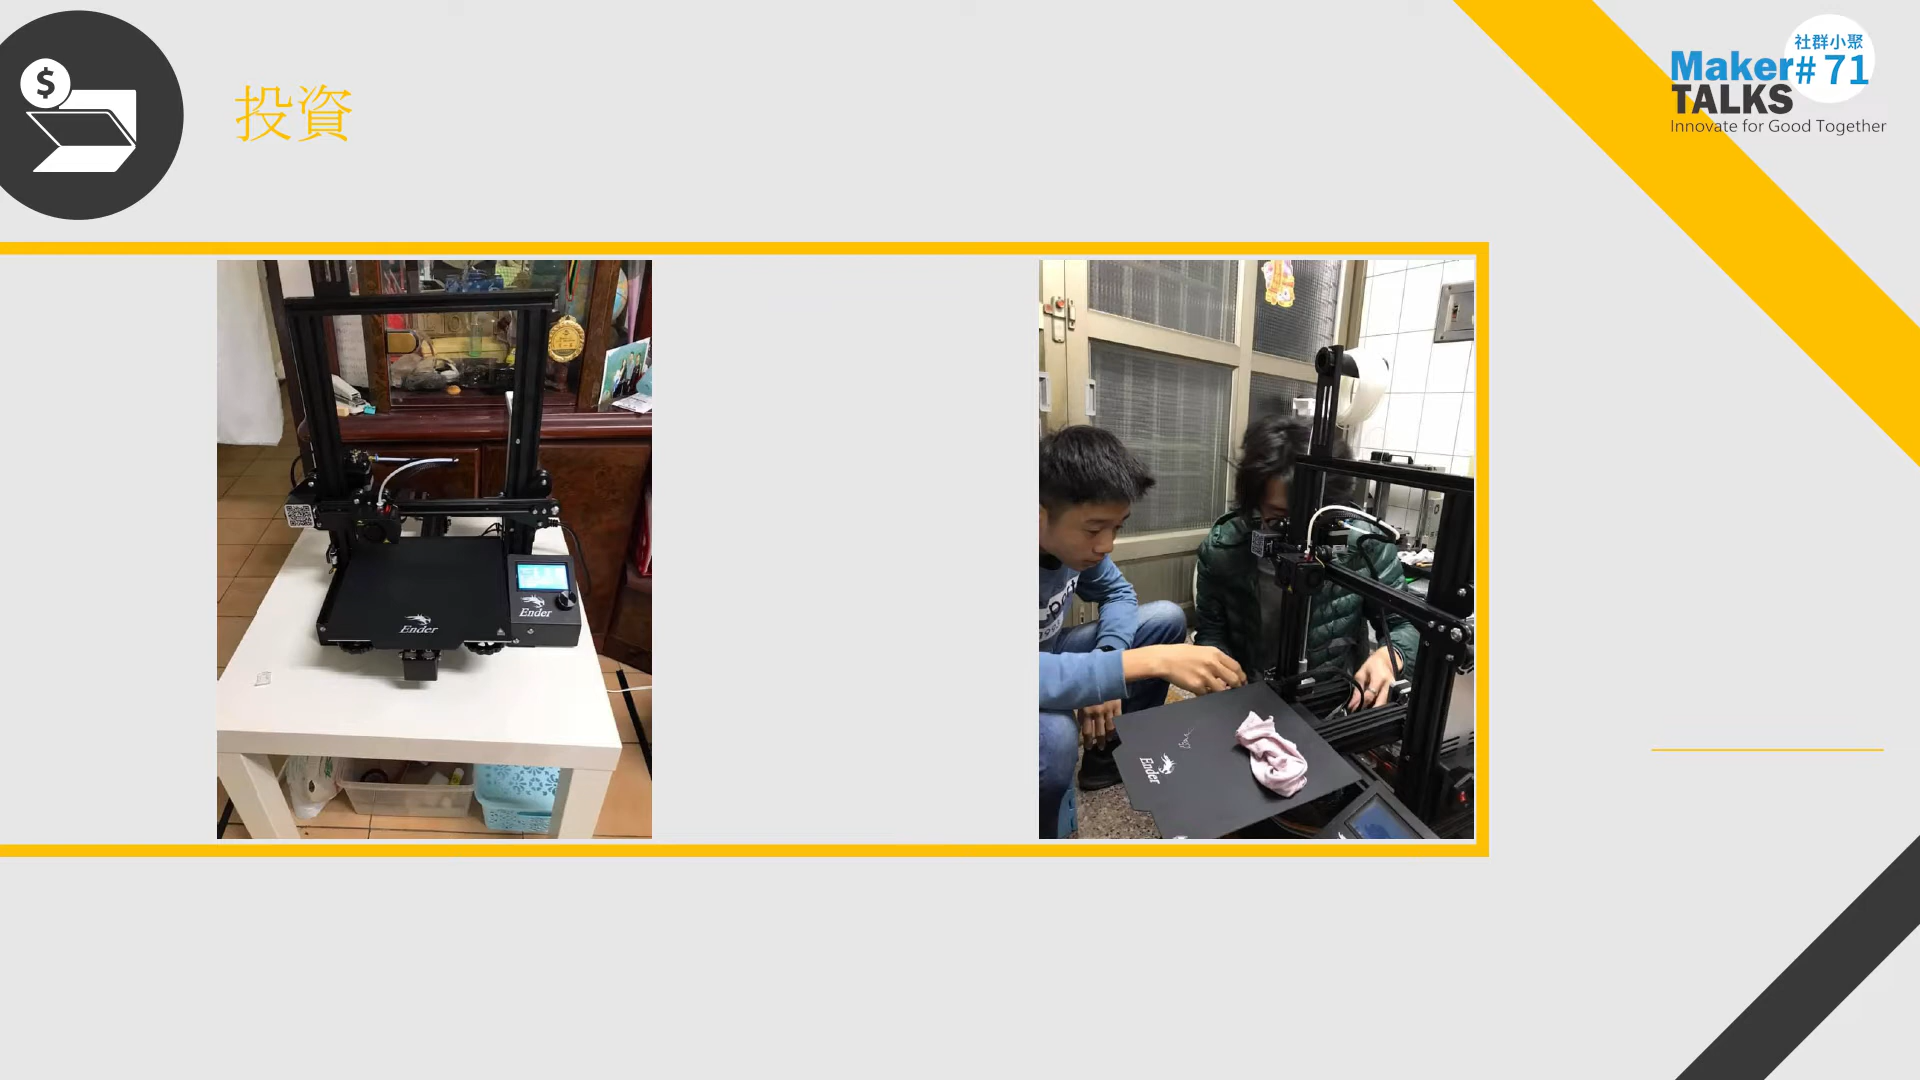 $
投資
社群小聚
Maker # 71
TALKS
Innovate for Good Together
Ender
Ender
Ender